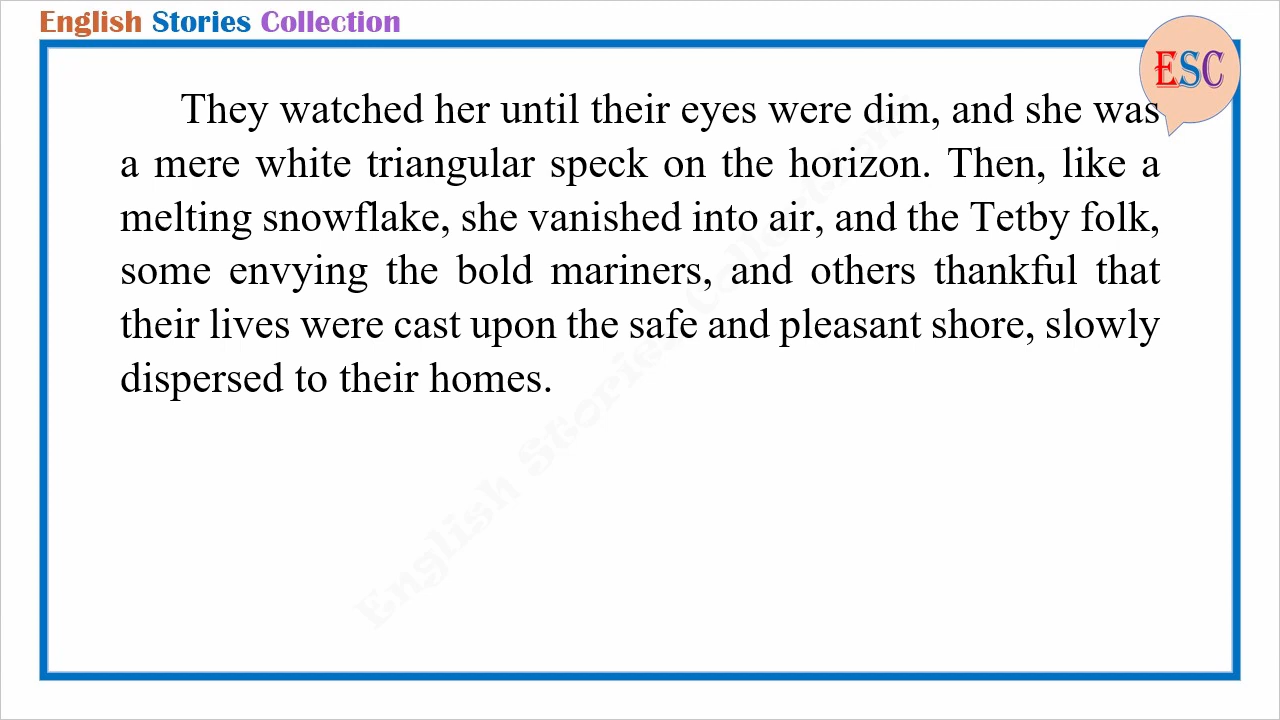 English Stories Collection
ESC
They watched her until their eyes were dim, and she was
a mere white triangular speck on the horizon. Then, like a
melting snowflake, she vanished into air, and the Tetby folk,
some envying the bold mariners, and others thankful that
their lives were cast upon the safe and pleasant shore, slowly
dispersed to their homes.
English Stories Collection